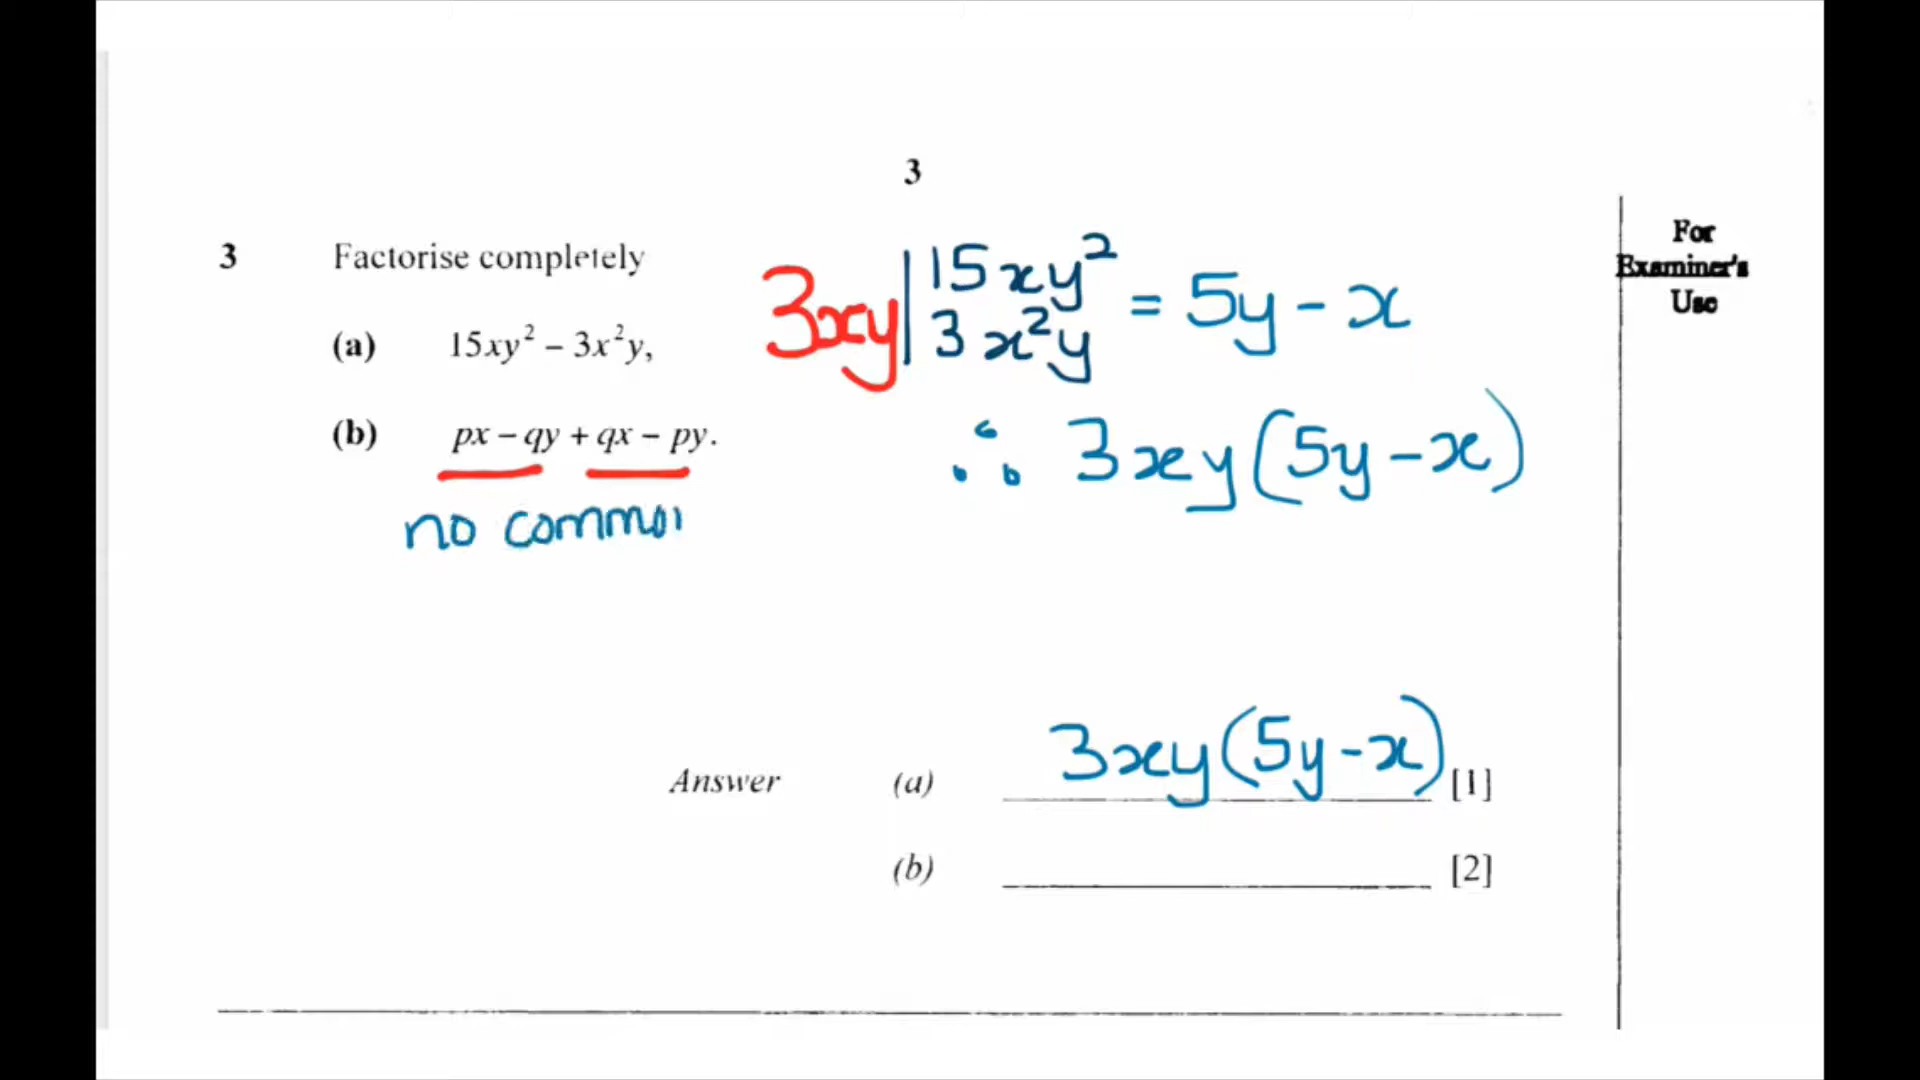 3
For
Examiner's
Use
3 Factorise completely
(a) 15xy² – 3x²y,
3xy | 15xy² = 5y – x
3x²y
(b) px – qy + qx – py.
∴ 3xy(5y – x)
no common
Answer (a) 3xy(5y – x) [1]
(b) [2]